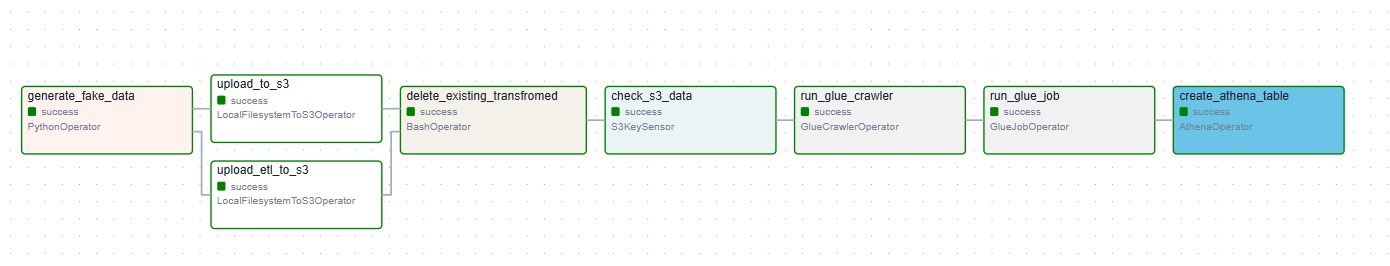 generate_fake_data
success
PythonOperator
upload_to_s3
success
LocalFilesystemToS3Operator
upload_etl_to_s3
success
LocalFilesystemToS3Operator
delete_existing_transfromed
success
BashOperator
check_s3_data
success
S3KeySensor
run_glue_crawler
success
GlueCrawlerOperator
run_glue_job
success
GlueJobOperator
create_athena_table
success
AthenaOperator